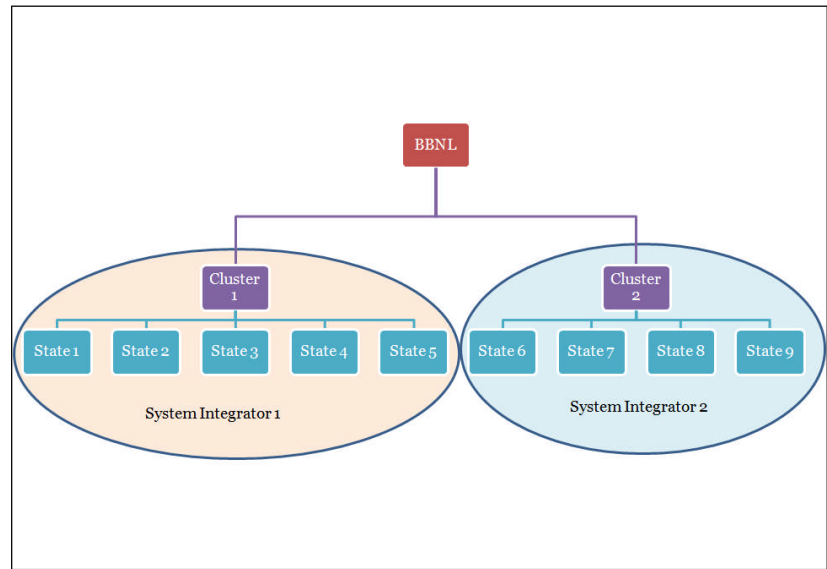 BBNL
Cluster
1
Cluster
2
State 1
State 2
State 3
State 4
State 5
State 6
State 7
State 8
State 9
System Integrator 1
System Integrator 2